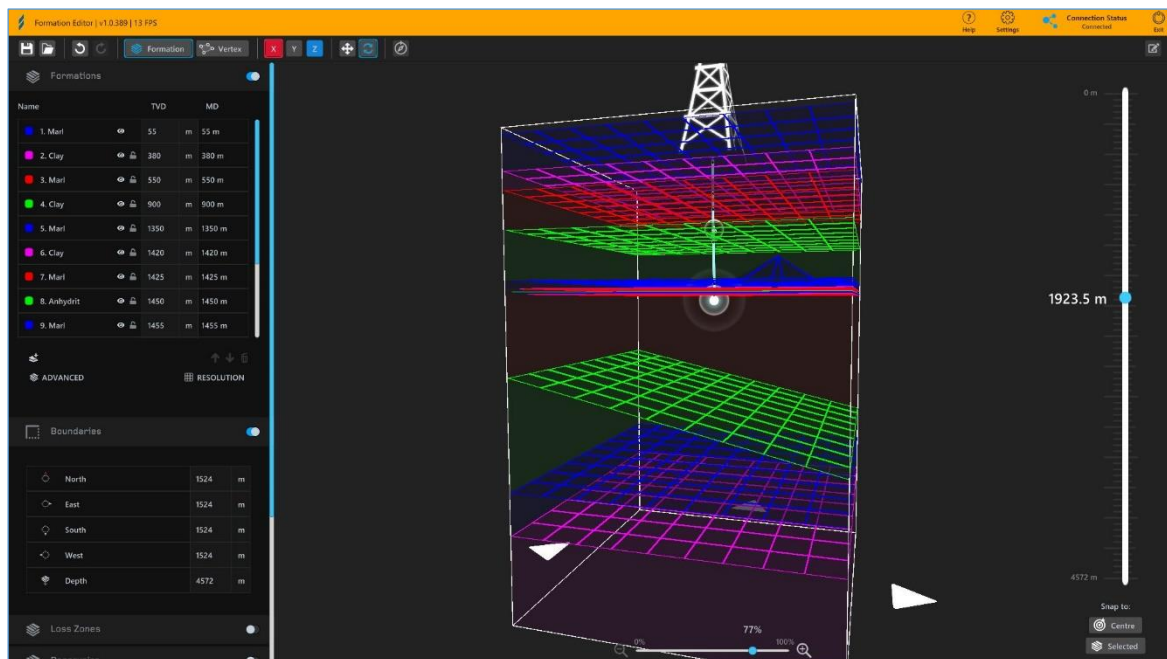 Formation Editor | v1.0.389 | 13 FPS
Help
Settings
Connection Status
Connected
Exit
Formation
Vertex
X
Y
Z
Formations
Name TVD MD
1. Marl 55 m 55 m
2. Clay 380 m 380 m
3. Marl 550 m 550 m
4. Clay 900 m 900 m
5. Marl 1350 m 1350 m
6. Clay 1420 m 1420 m
7. Marl 1425 m 1425 m
8. Anhydrit 1450 m 1450 m
9. Marl 1455 m 1455 m
ADVANCED
RESOLUTION
Boundaries
North 1524 m
East 1524 m
South 1524 m
West 1524 m
Depth 4572 m
Loss Zones
0 m
1923.5 m
4572 m
Snap to:
Centre
Selected
77%
0%
100%